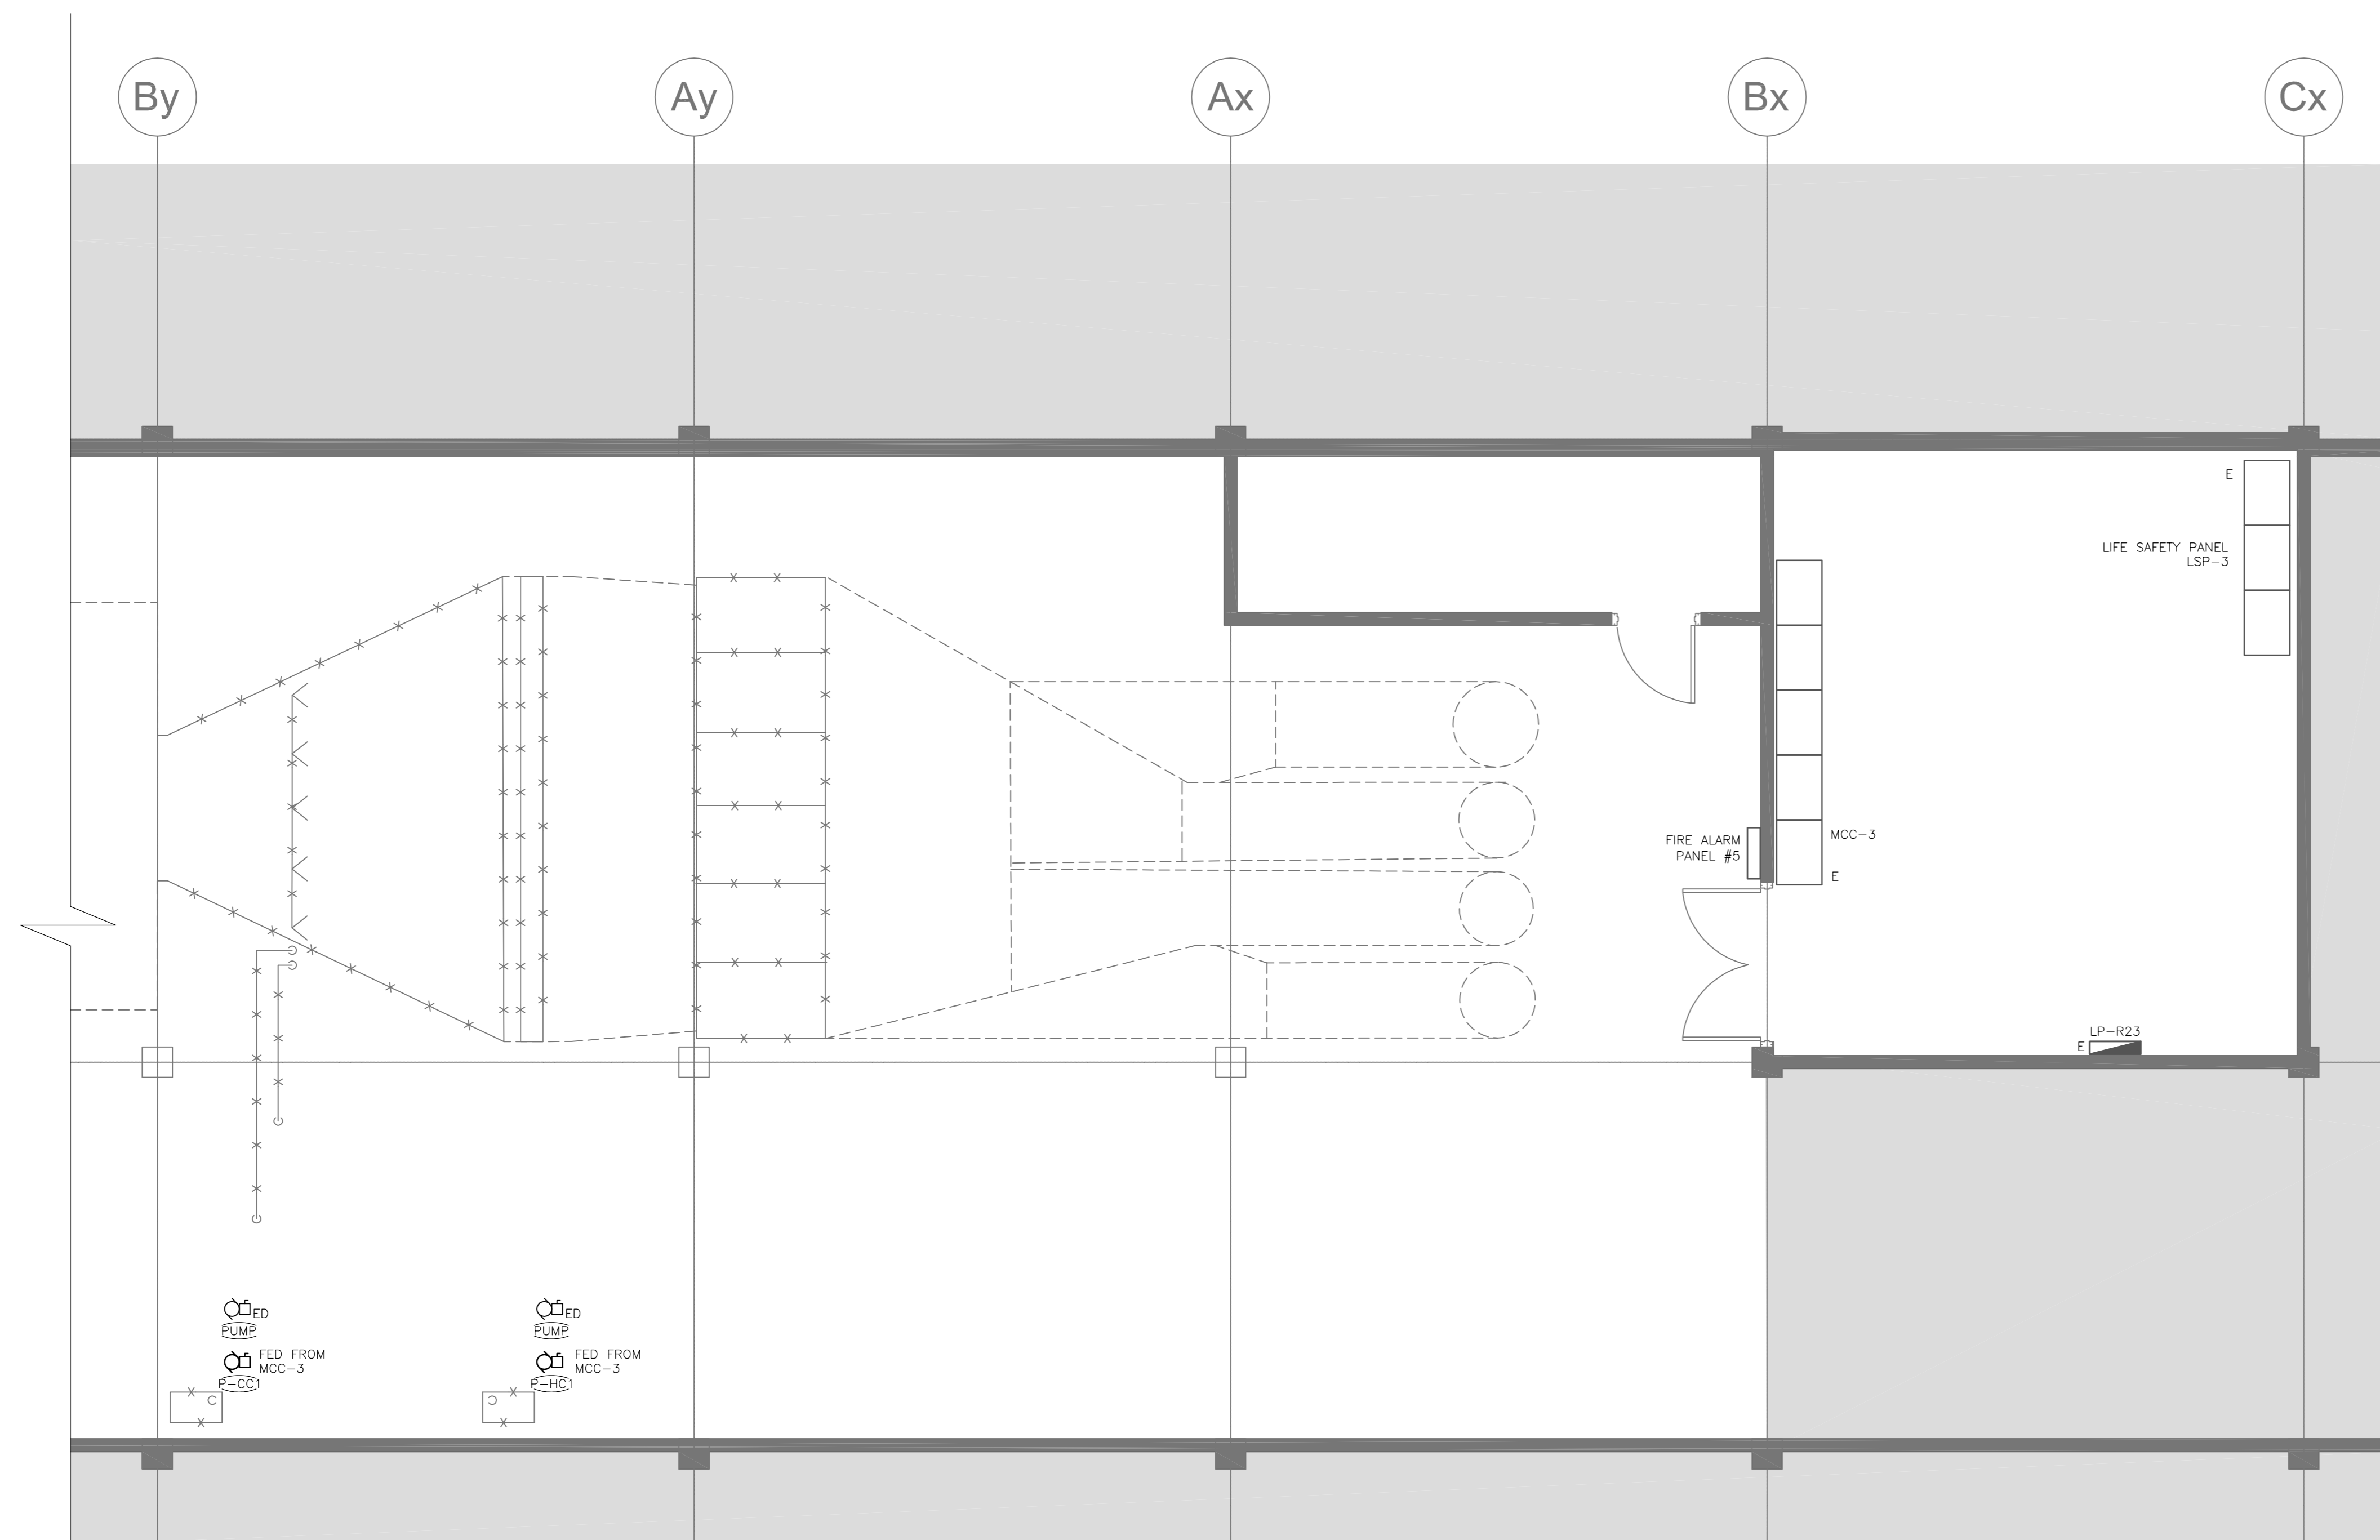 By Ay Ax Bx Cx
E
LIFE SAFETY PANEL
LSP-3
FIRE ALARM
PANEL #5
MCC-3
E
LP-R23
E
ED
PUMP
FED FROM
MCC-3
P-CC1
ED
PUMP
FED FROM
MCC-3
P-HC1